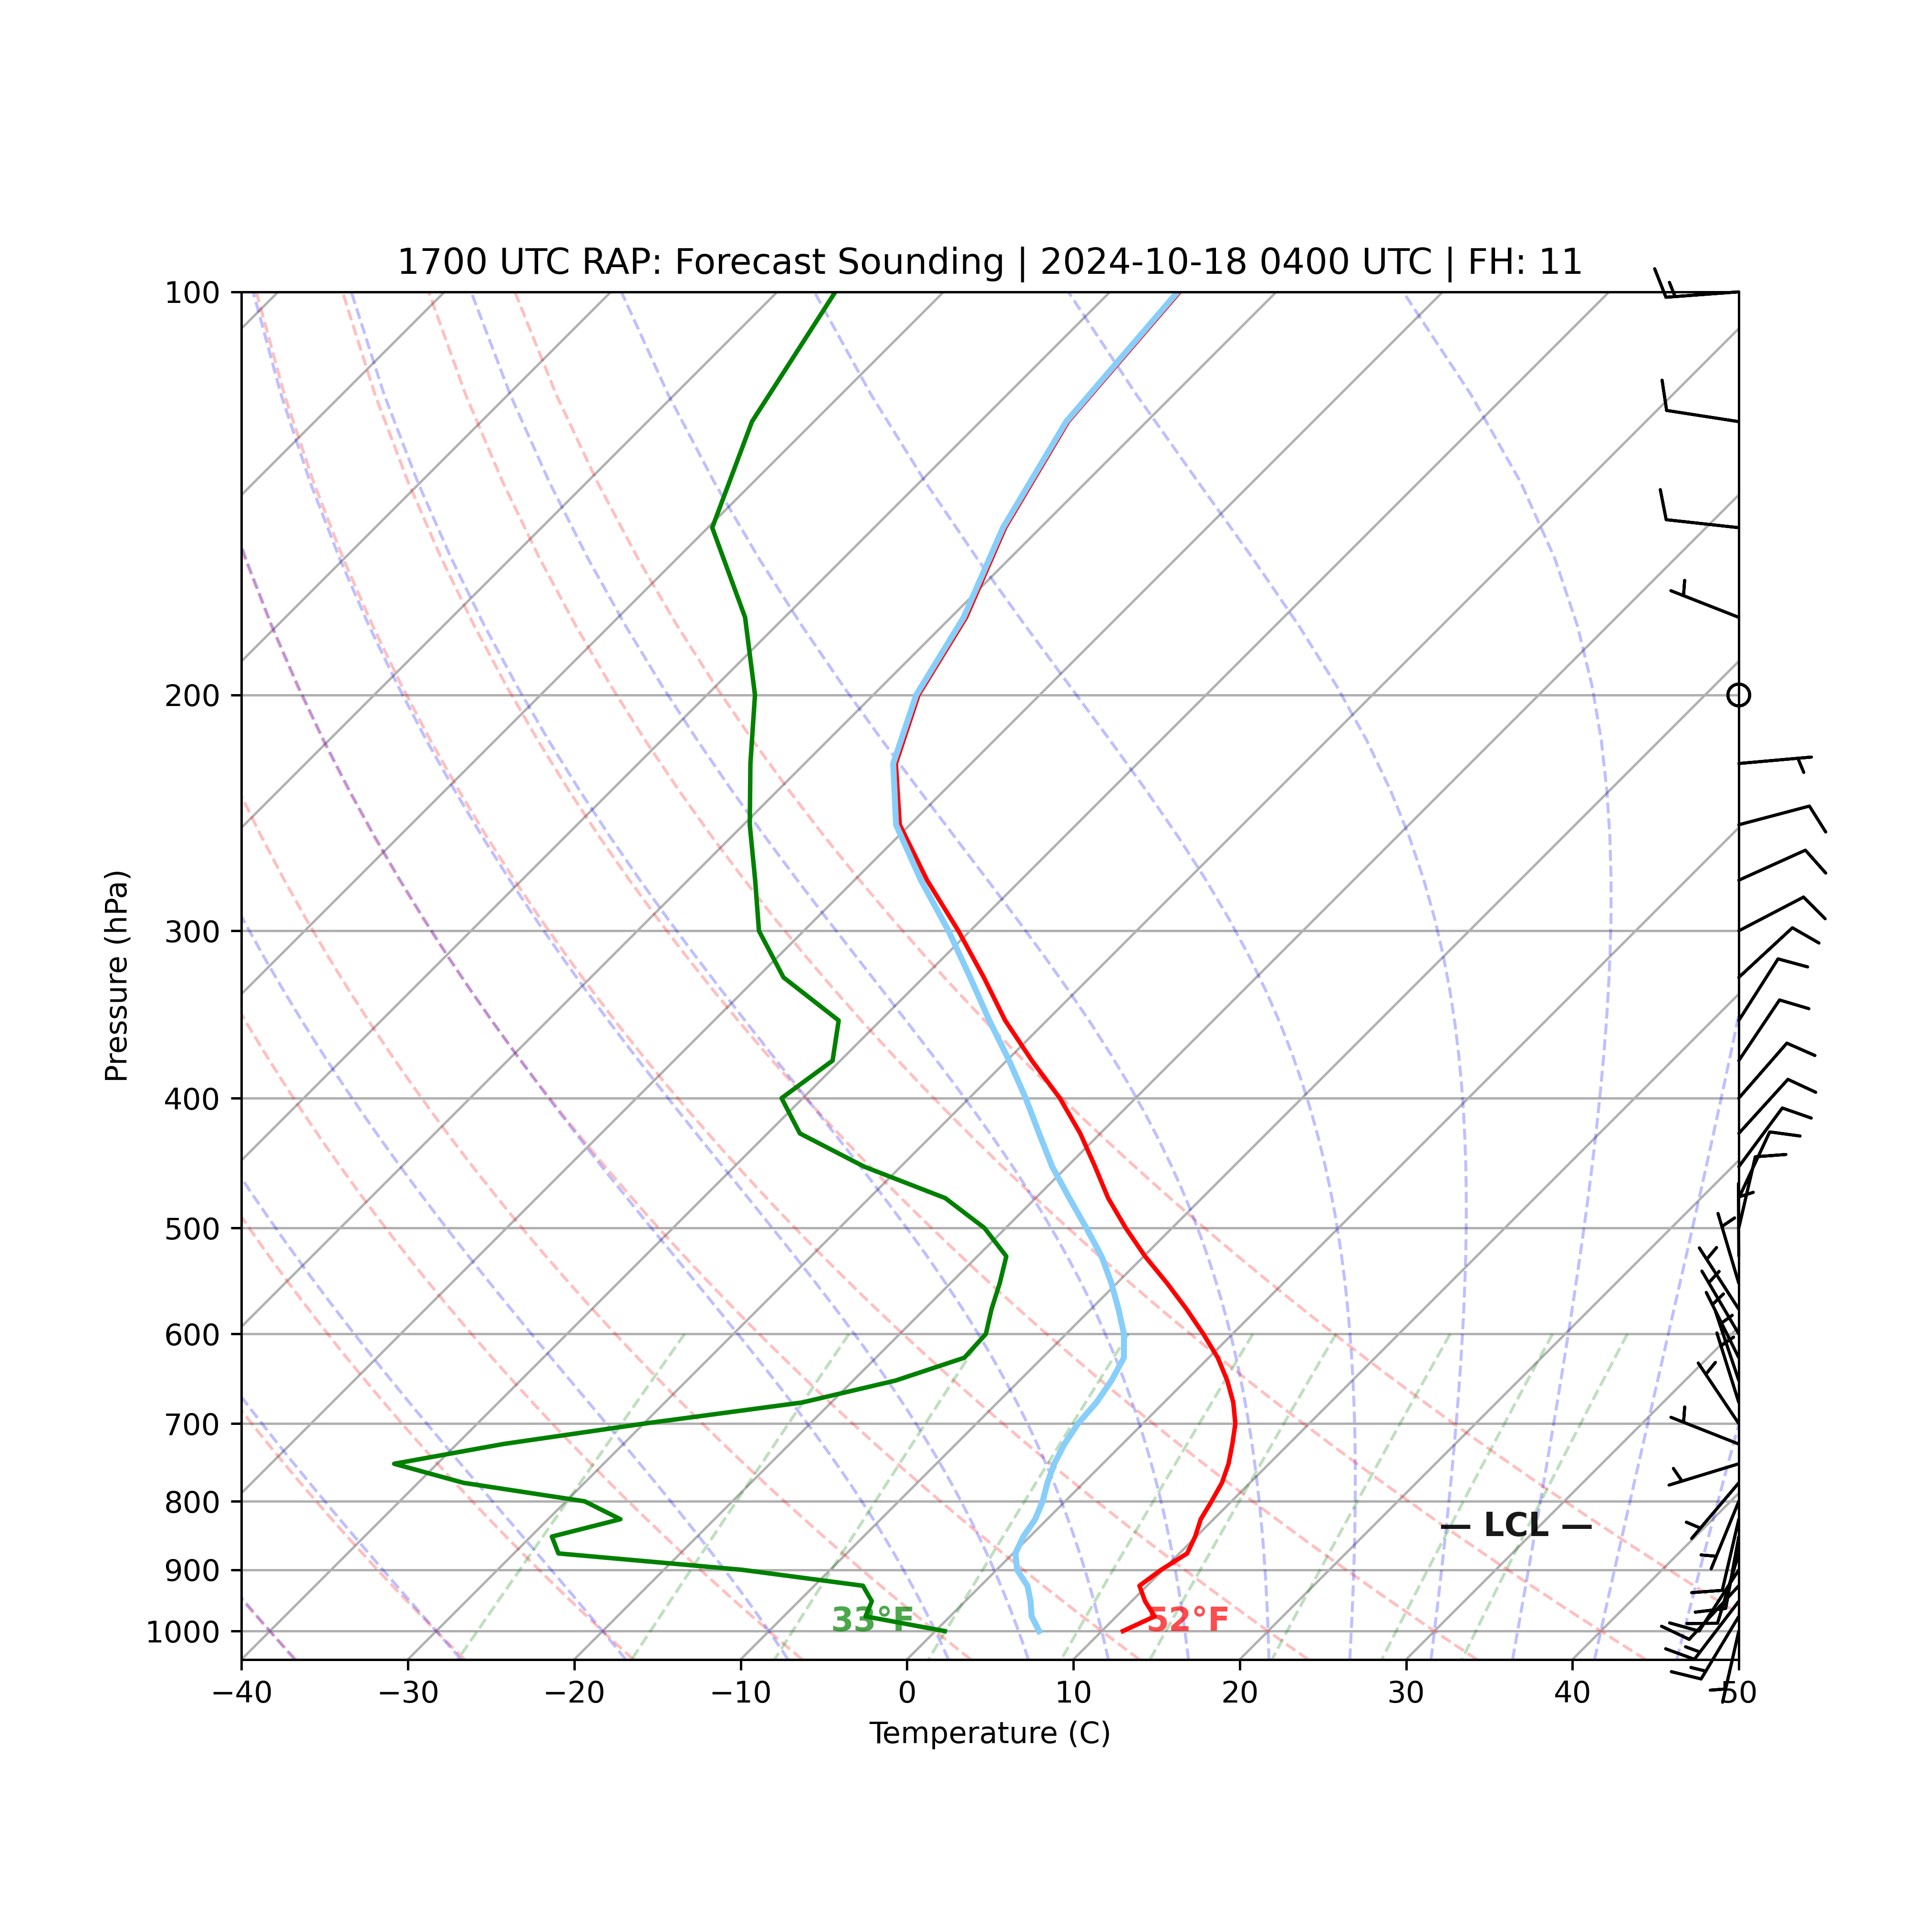 1700 UTC RAP: Forecast Sounding | 2024-10-18 0400 UTC | FH: 11
100
200
300
400
500
600
700
800
900
1000
Pressure (hPa)
— LCL —
33°F
52°F
−40 −30 −20 −10 0 10 20 30 40 50
Temperature (C)